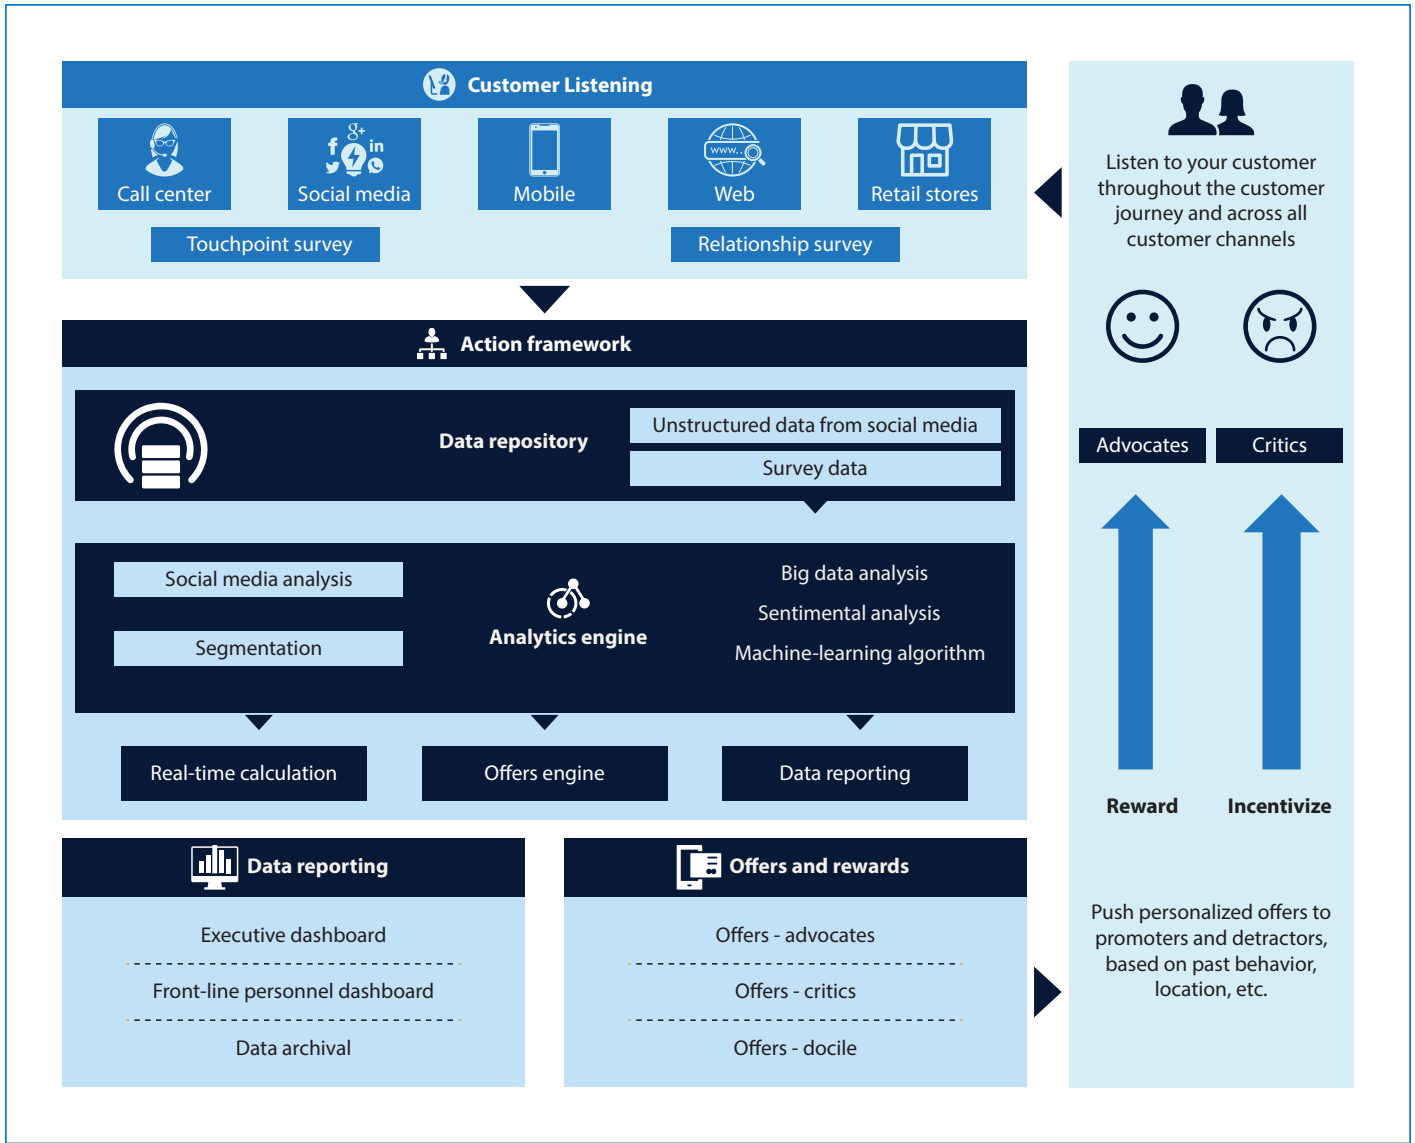 Customer Listening
g+
f
in
www..
Call center
Social media
Mobile
Web
Retail stores
Touchpoint survey
Relationship survey
Action framework
Data repository
Unstructured data from social media
Survey data
Social media analysis
Segmentation
Analytics engine
Big data analysis
Sentimental analysis
Machine-learning algorithm
Real-time calculation
Offers engine
Data reporting
Data reporting
Executive dashboard
Front-line personnel dashboard
Data archival
Offers and rewards
Offers - advocates
Offers - critics
Offers - docile
Listen to your customer
throughout the customer
journey and across all
customer channels
Advocates
Critics
Reward
Incentivize
Push personalized offers to
promoters and detractors,
based on past behavior,
location, etc.